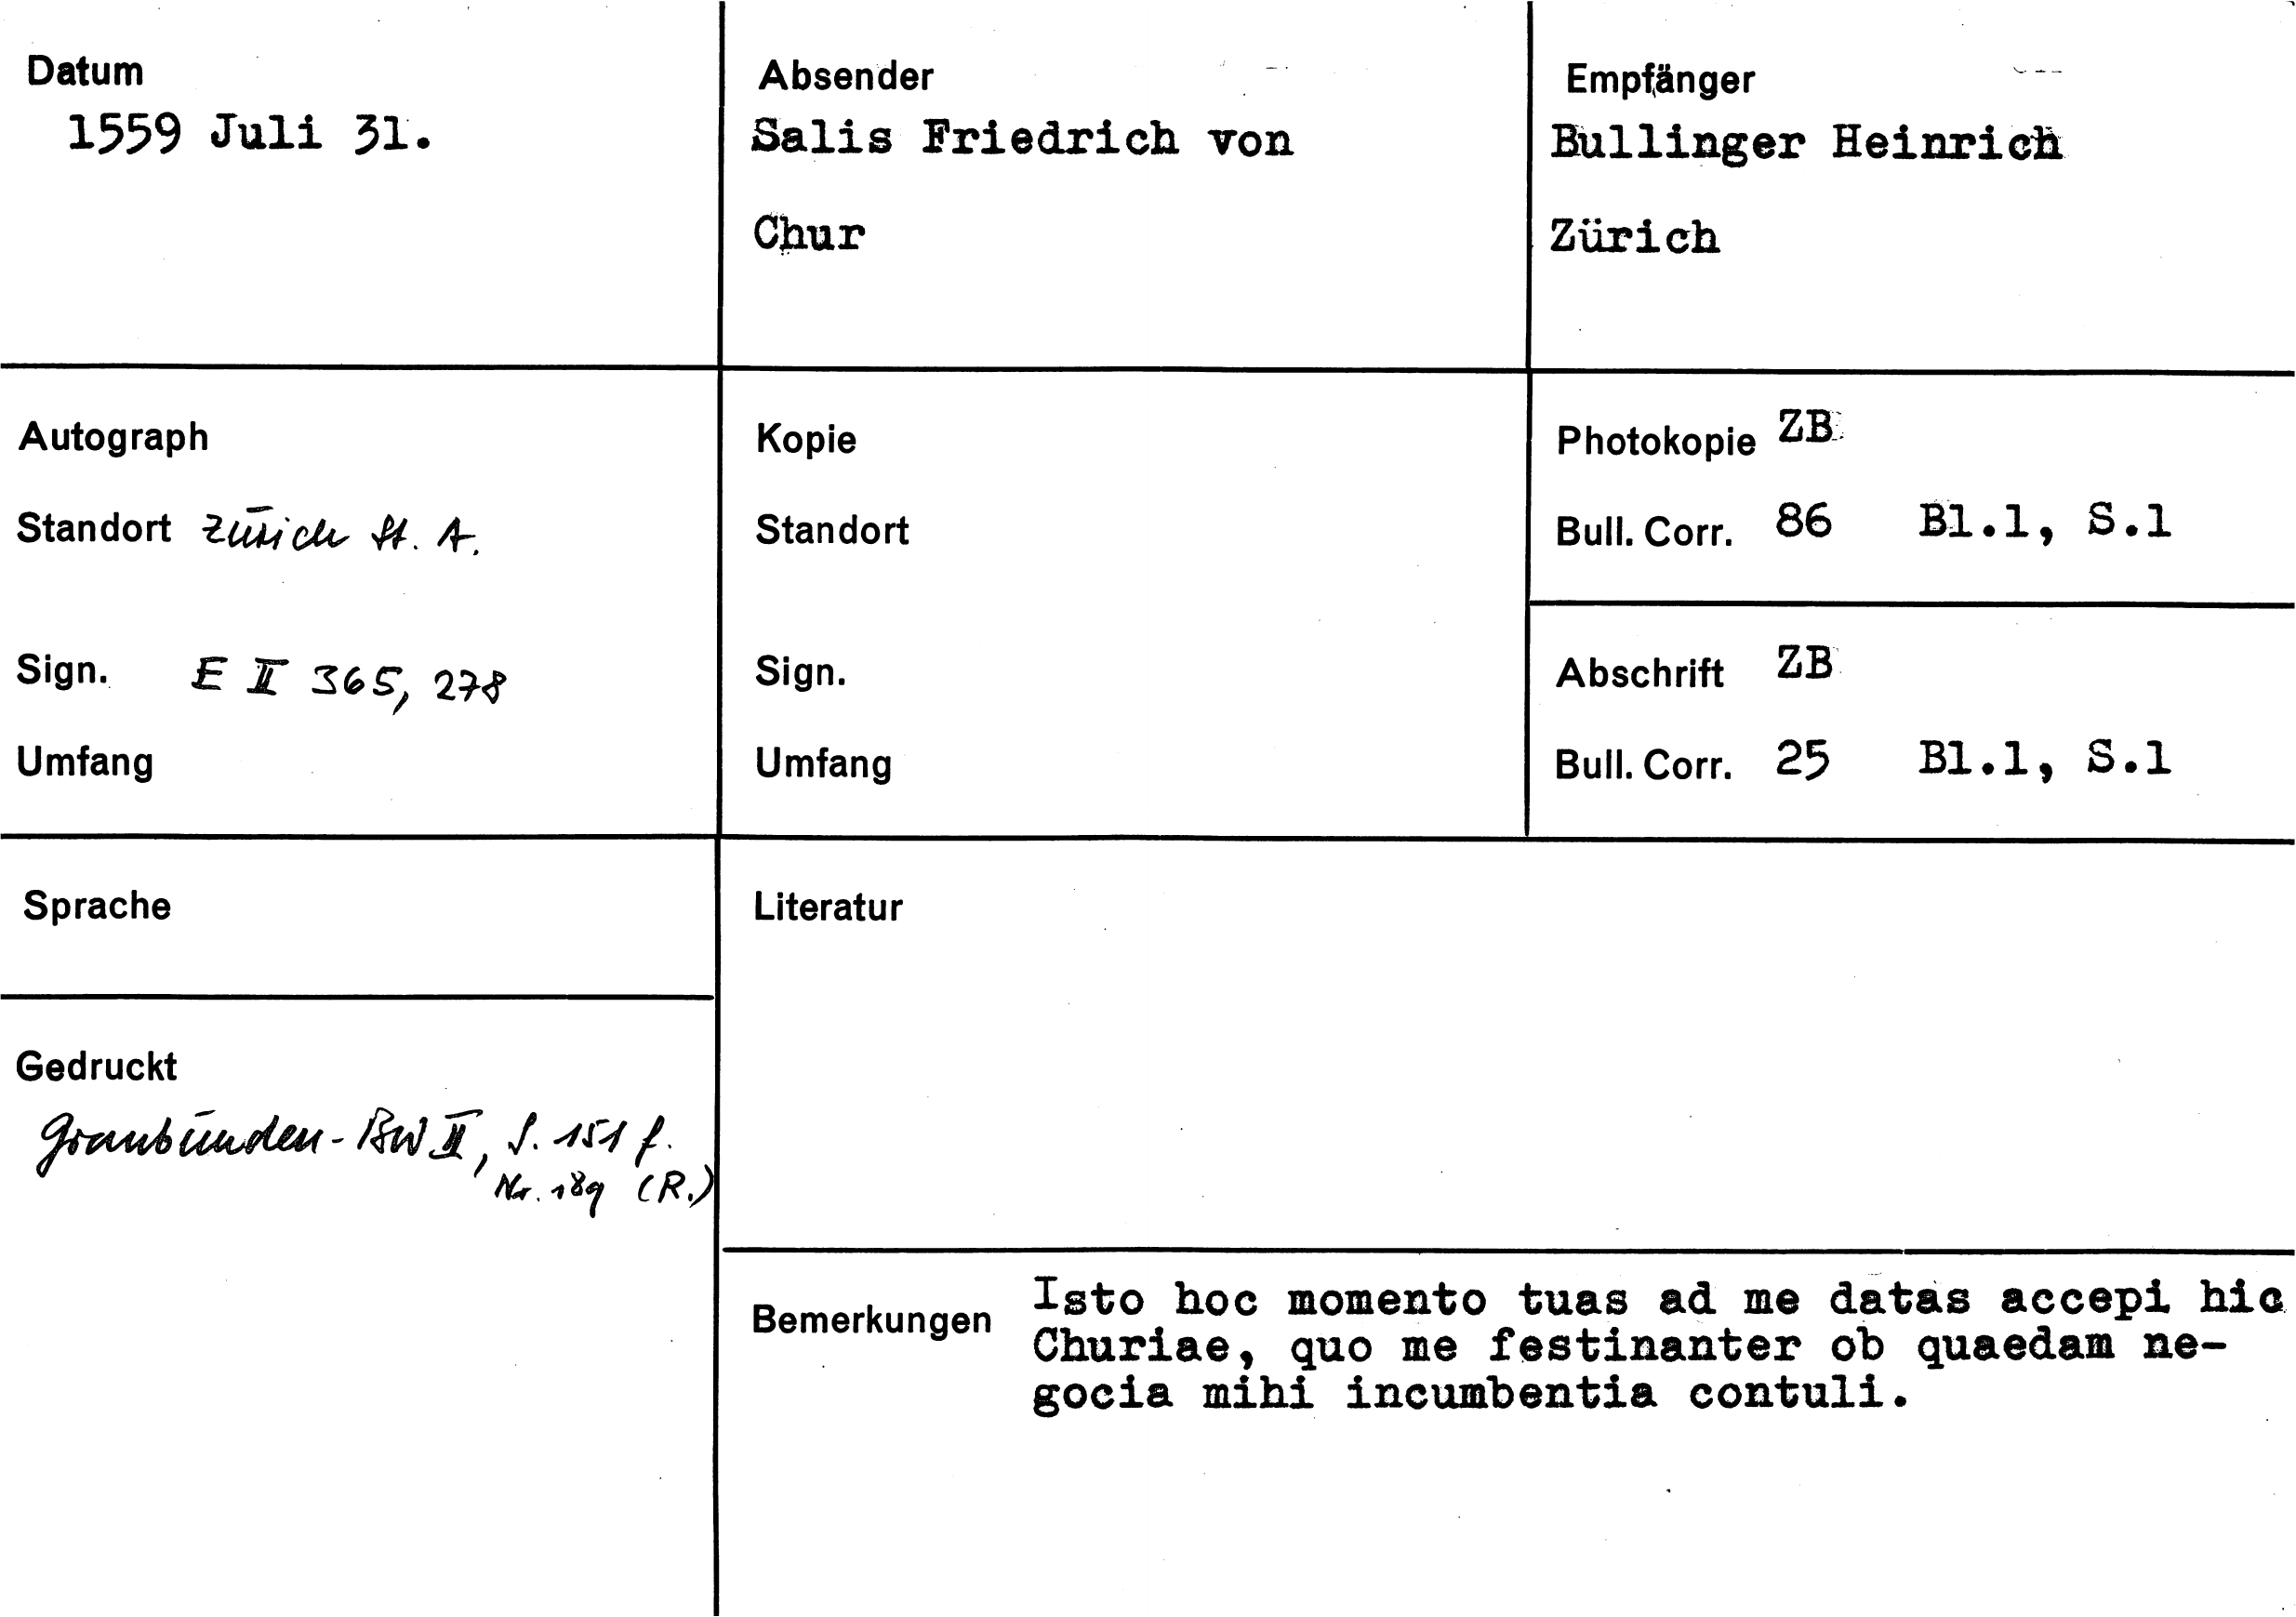 Datum
1559 Juli 31.
Absender
Salis Friedrich von
Chur
Empfänger
Bullinger Heinrich
Zürich
Autograph
Standort Zürich St. A.
Sign. E II 365, 278
Umfang
Kopie
Standort
Sign.
Umfang
Photokopie ZB
Bull. Corr. 86 Bl.1, S.1
Abschrift ZB
Bull. Corr. 25 Bl.1, S.1
Sprache
Gedruckt
Graubünden-BW II, S. 151 f.
Nr. 189 (R.)
Literatur
Bemerkungen Isto hoc momento tuas ad me datas accepi hic
Churiae, quo me festinanter ob quaedam ne-
gocia mihi incumbentia contuli.